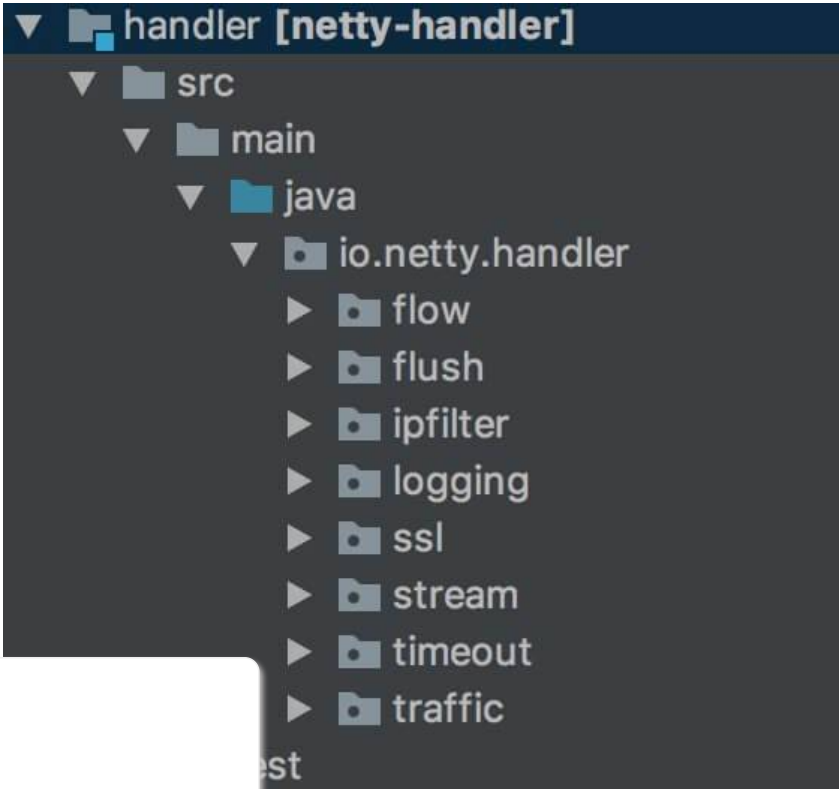 handler [netty-handler]
src
main
java
io.netty.handler
flow
flush
ipfilter
logging
ssl
stream
timeout
traffic